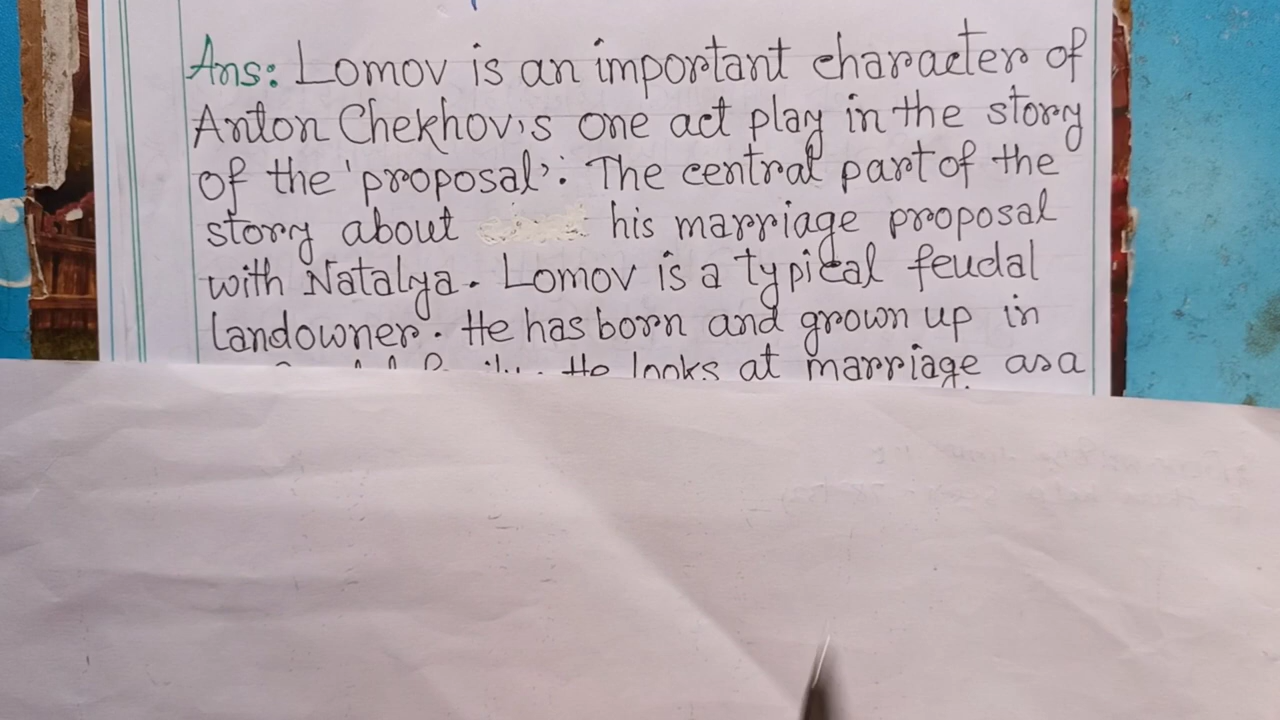 Ans: Lomov is an important character of
Anton Chekhov's one act play in the story
of the 'proposal'. The central part of the
story about his marriage proposal
with Natalya. Lomov is a typical feudal
landowner. He has born and grown up in
He looks at marriage as a